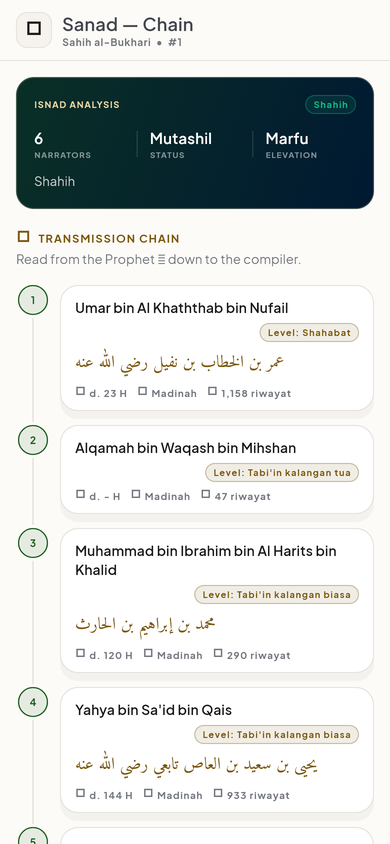 Sanad — Chain
Sahih al-Bukhari • #1
ISNAD ANALYSIS
Shahih
6
NARRATORS
Mutashil
STATUS
Marfu
ELEVATION
Shahih
TRANSMISSION CHAIN
Read from the Prophet down to the compiler.
1
Umar bin Al Khaththab bin Nufail
Level: Shahabat
عمر بن الخطاب بن نفيل رضي الله عنه
d. 23 H Madinah 1,158 riwayat
2
Alqamah bin Waqash bin Mihshan
Level: Tabi'in kalangan tua
d. - H Madinah 47 riwayat
3
Muhammad bin Ibrahim bin Al Harits bin
Khalid
Level: Tabi'in kalangan biasa
محمد بن إبراهيم بن الحارث
d. 120 H Madinah 290 riwayat
4
Yahya bin Sa'id bin Qais
Level: Tabi'in kalangan biasa
يحيى بن سعيد بن العاص تابعي رضي الله عنه
d. 144 H Madinah 933 riwayat
5